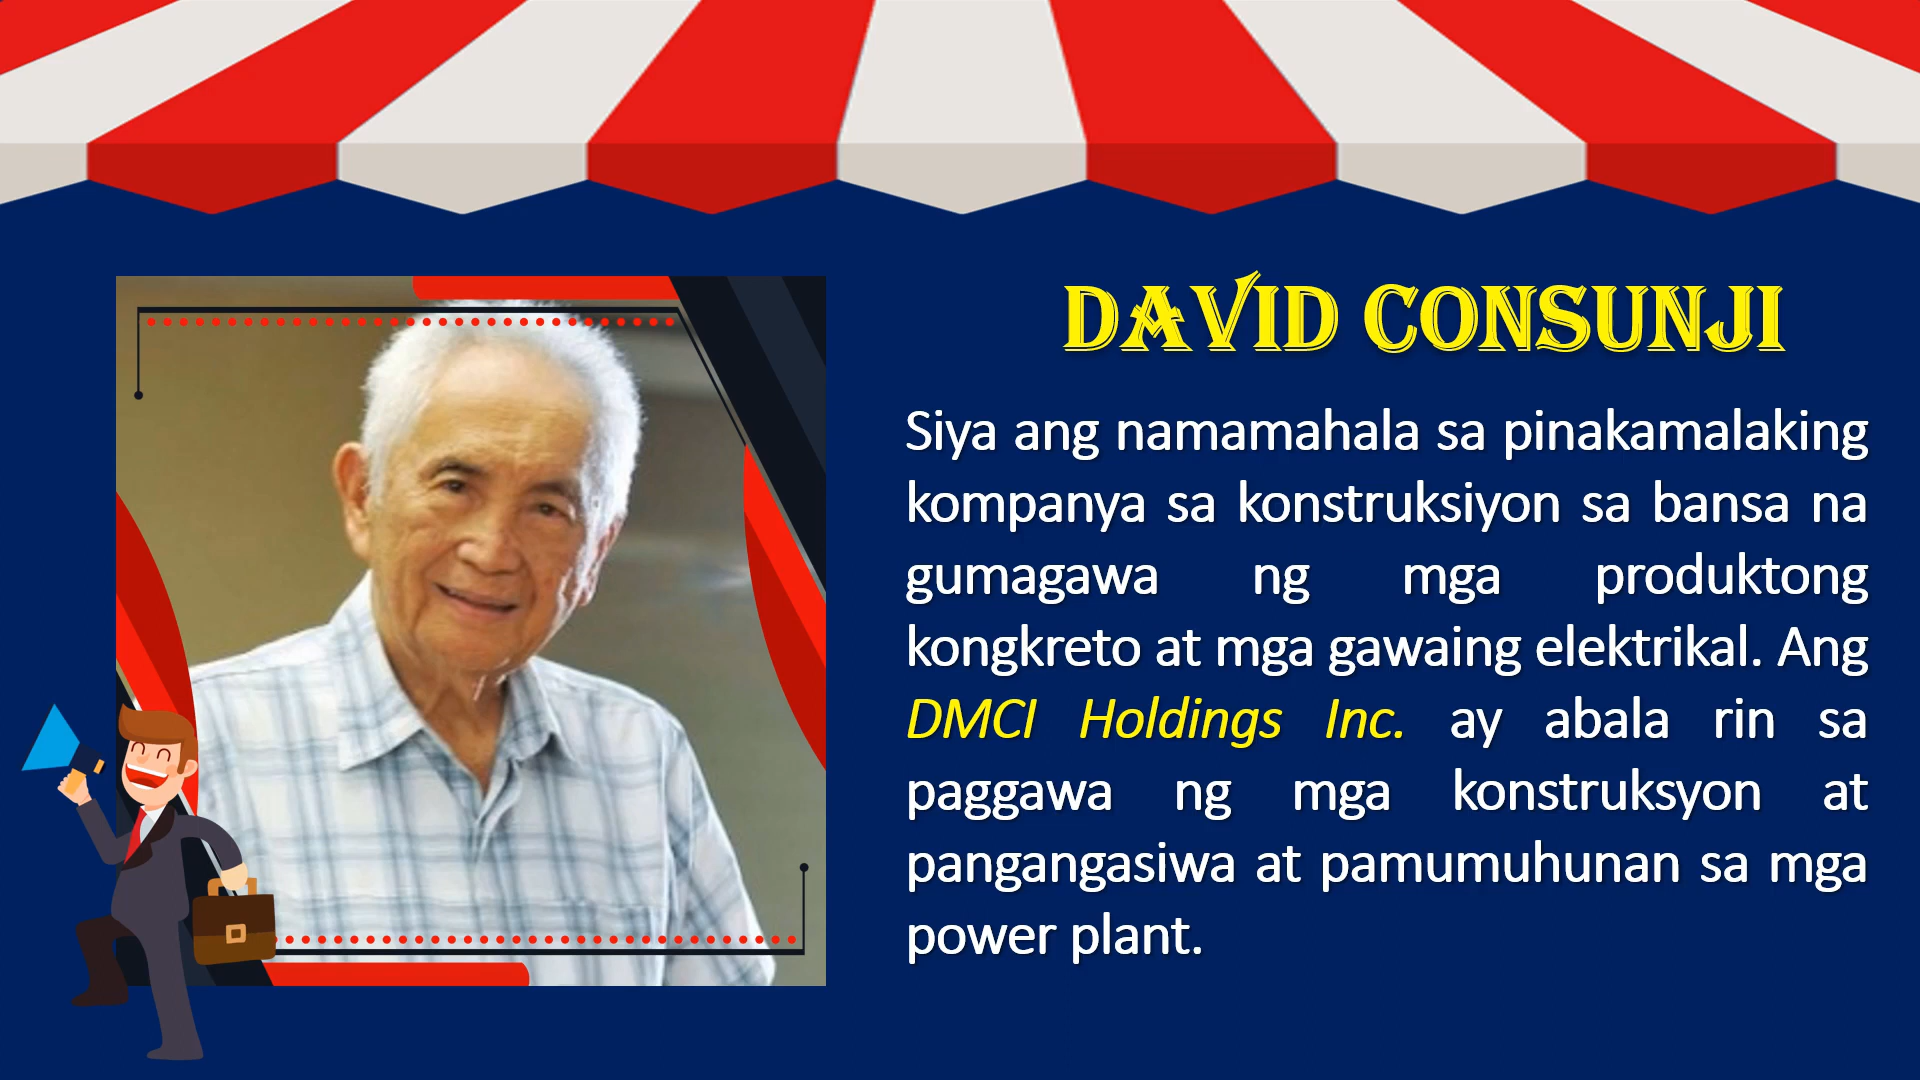 DAVID CONSUNJI
Siya ang namamahala sa pinakamalaking
kompanya sa konstruksiyon sa bansa na
gumagawa ng mga produktong
kongkreto at mga gawaing elektrikal. Ang
DMCI Holdings Inc. ay abala rin sa
paggawa ng mga konstruksyon at
pangangasiwa at pamumuhunan sa mga
power plant.